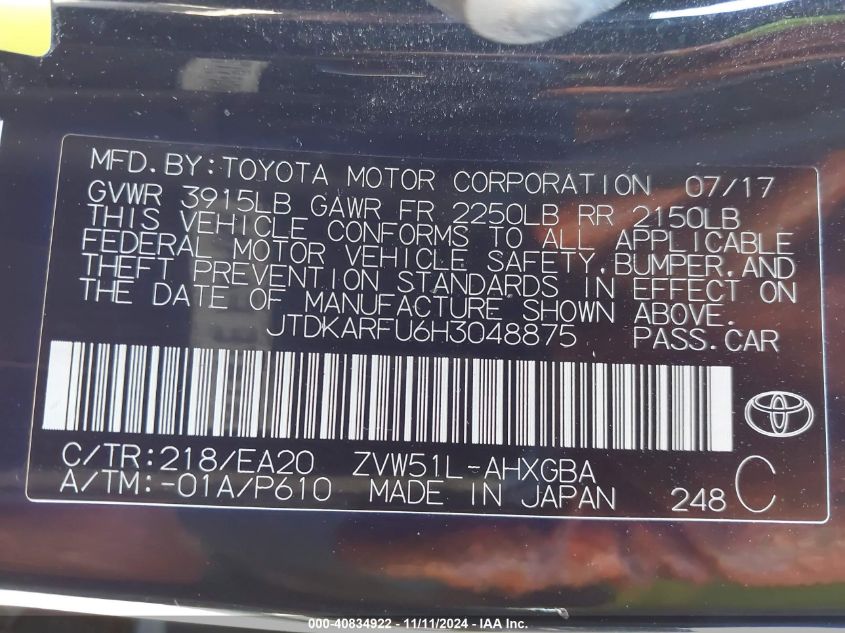 MFD.BY:TOYOTA MOTOR CORPORATION 07/17
GVWR 3915LB GAWR FR 2250LB RR 2150LB
THIS VEHICLE CONFORMS TO ALL APPLICABLE
FEDERAL MOTOR VEHICLE SAFETY,BUMPER,AND
THEFT PREVENTION STANDARDS IN EFFECT ON
THE DATE OF MANUFACTURE SHOWN ABOVE.
JTDKARFU6H3048875 PASS.CAR
C/TR:218/EA20 ZVW51L-AHXGBA
A/TM:-01A/P610 MADE IN JAPAN 248 C
000-40834922 - 11/11/2024 - IAA Inc.